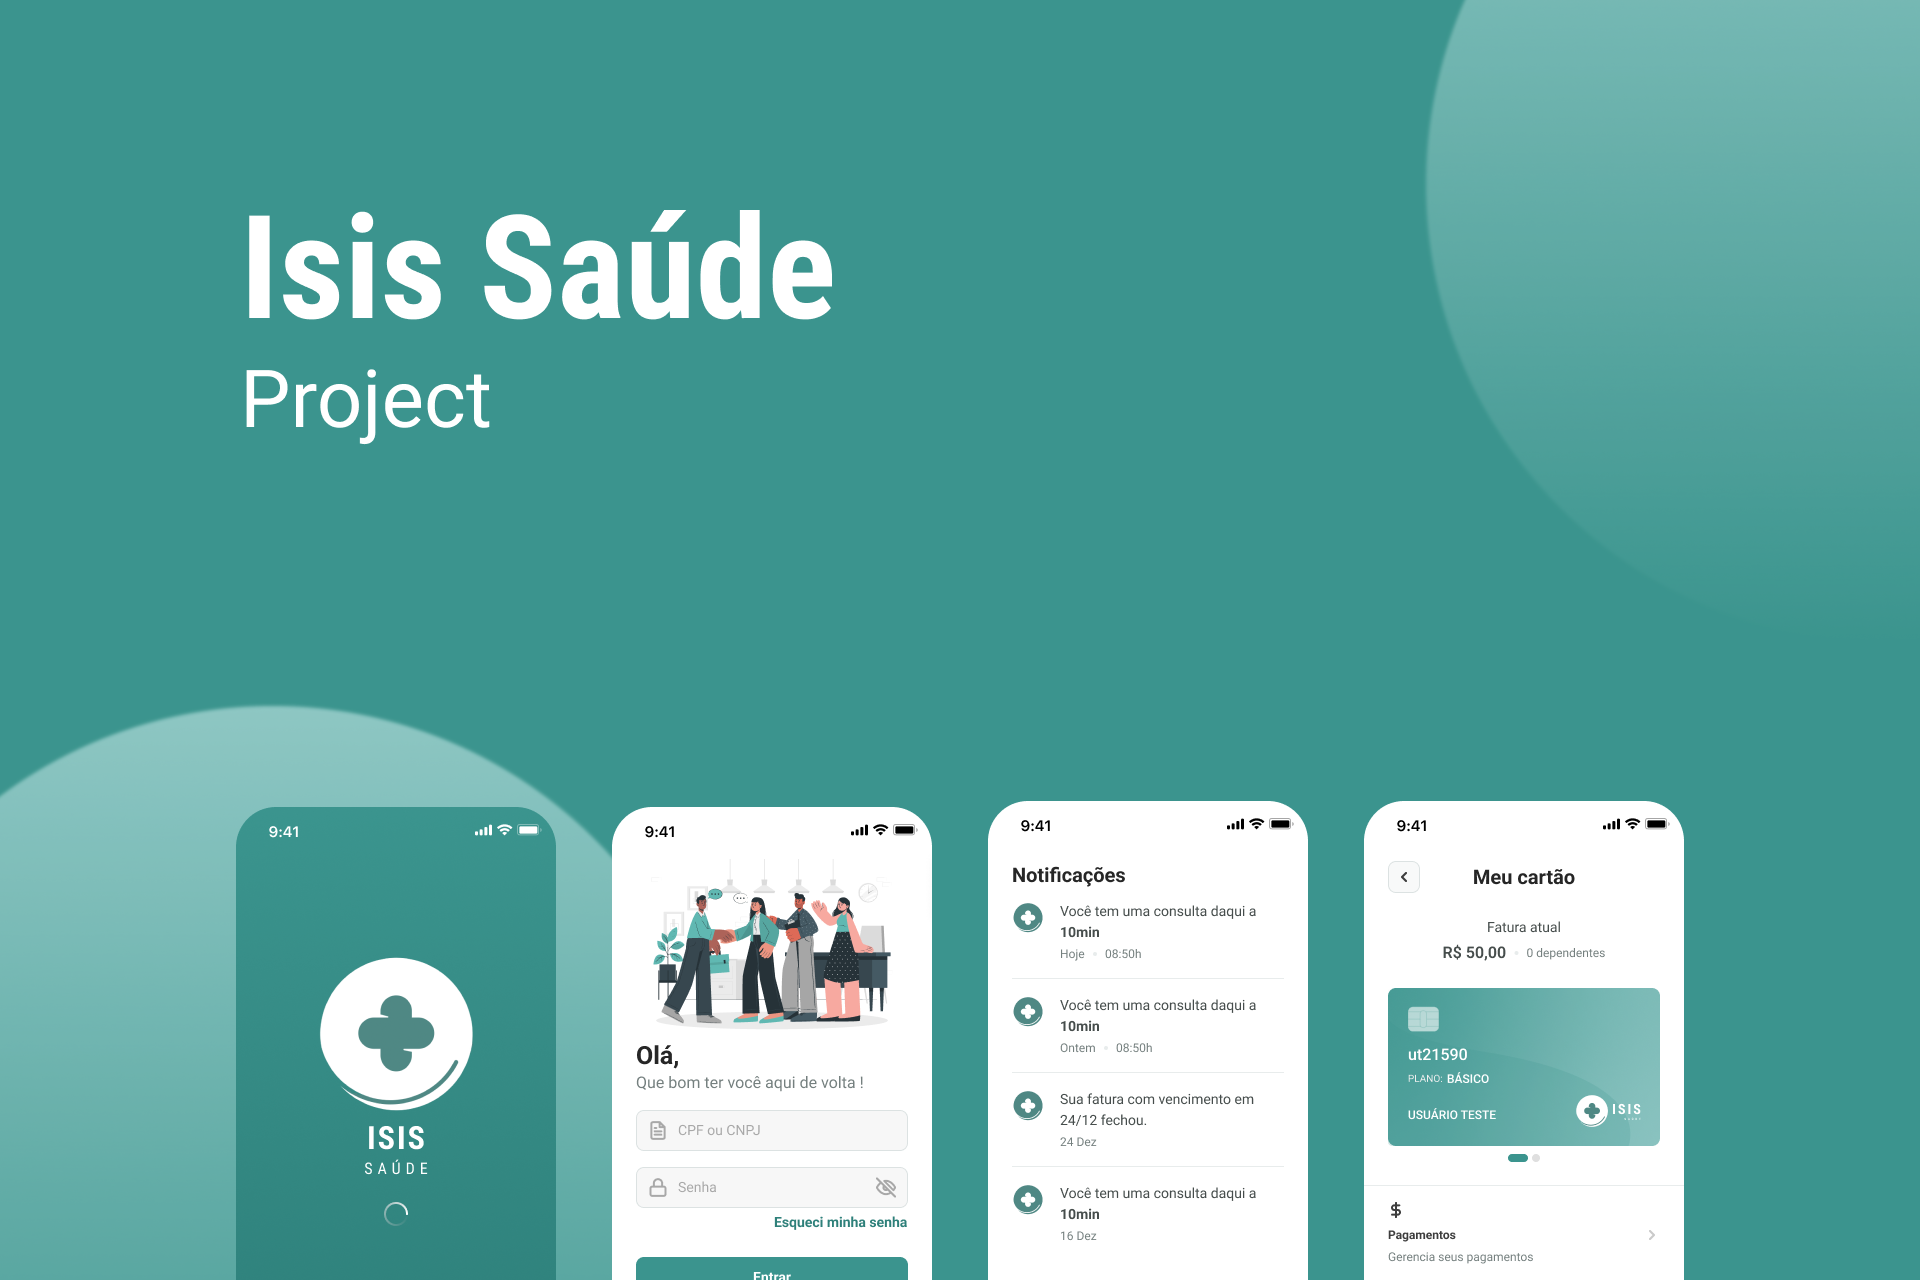 Isis Saúde
Project
9:41
ISIS
SAÚDE
9:41
Olá,
Que bom ter você aqui de volta !
CPF ou CNPJ
Senha
Esqueci minha senha
Entrar
9:41
Notificações
Você tem uma consulta daqui a
10min
Hoje • 08:50h
Você tem uma consulta daqui a
10min
Ontem • 08:50h
Sua fatura com vencimento em
24/12 fechou.
24 Dez
Você tem uma consulta daqui a
10min
16 Dez
9:41
Meu cartão
Fatura atual
R$ 50,00 • 0 dependentes
ut21590
PLANO: BÁSICO
USUÁRIO TESTE
ISIS
$
Pagamentos
Gerencia seus pagamentos